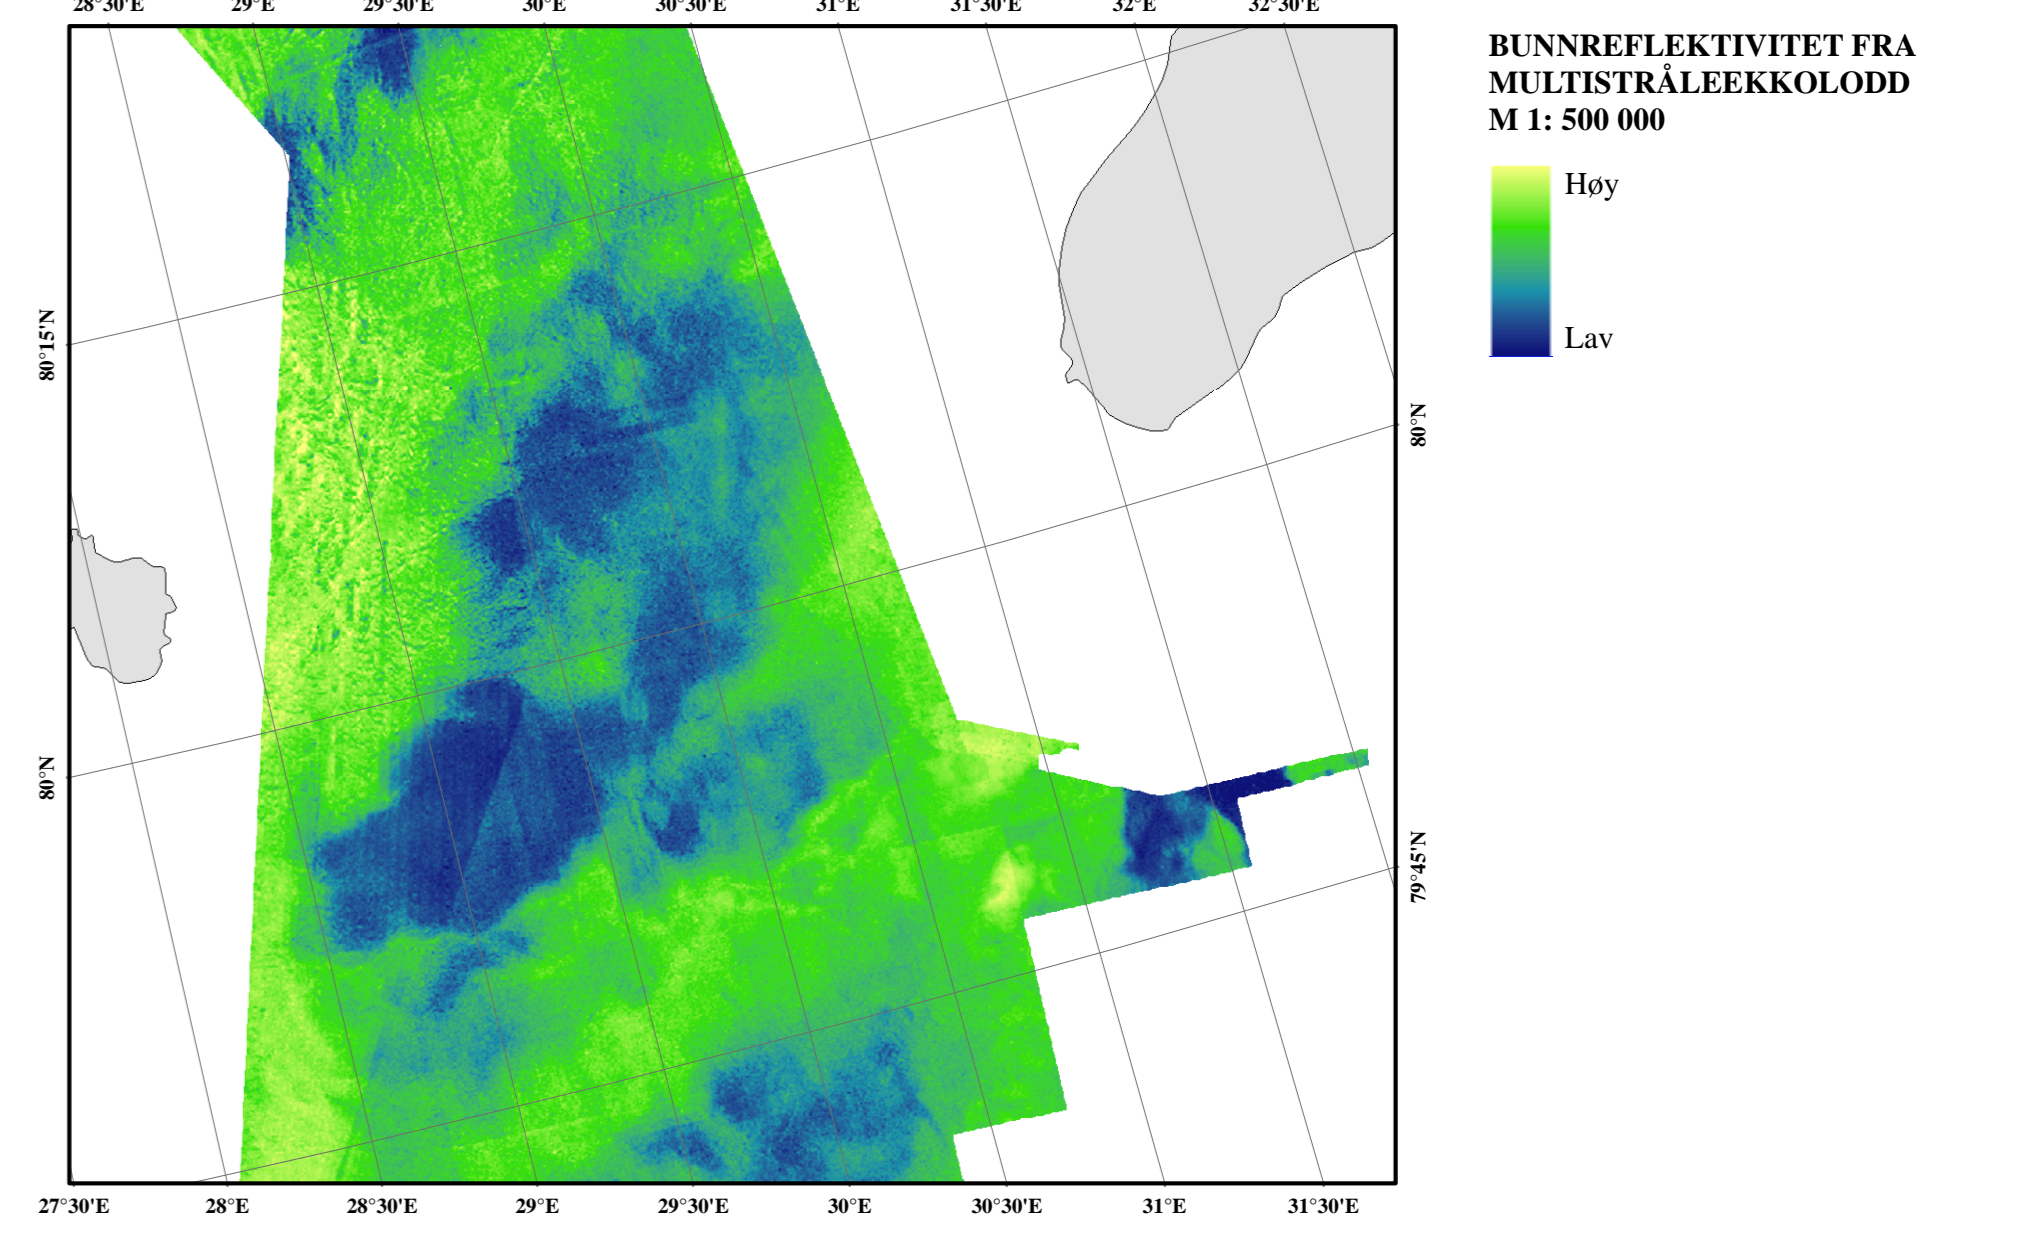 28°30'E 29°E 29°30'E 30°E 30°30'E 31°E 31°30'E 32°E 32°30'E
BUNNREFLEKTIVITET FRA
MULTISTRÅLEEKKOLODD
M 1: 500 000
Høy
Lav
80°15'N
80°N
80°N
79°45'N
27°30'E 28°E 28°30'E 29°E 29°30'E 30°E 30°30'E 31°E 31°30'E